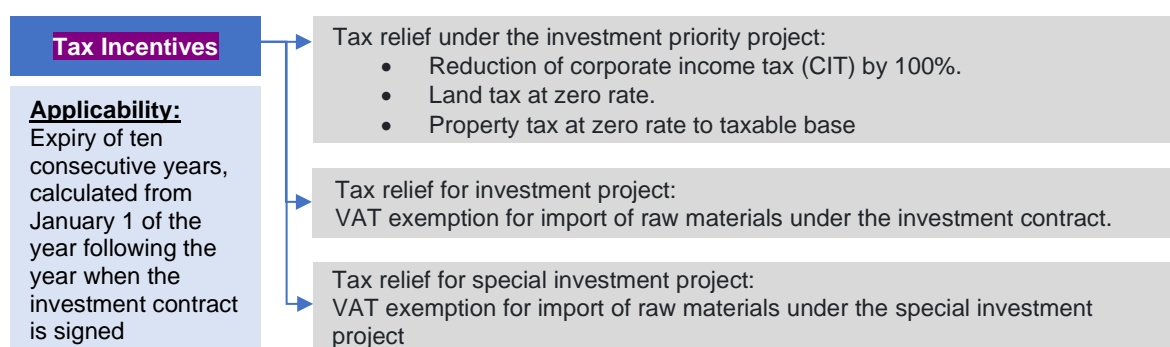 Tax Incentives
Applicability:
Expiry of ten
consecutive years,
calculated from
January 1 of the
year following the
year when the
investment contract
is signed
Tax relief under the investment priority project:
• Reduction of corporate income tax (CIT) by 100%.
• Land tax at zero rate.
• Property tax at zero rate to taxable base
Tax relief for investment project:
VAT exemption for import of raw materials under the investment contract.
Tax relief for special investment project:
VAT exemption for import of raw materials under the special investment
project